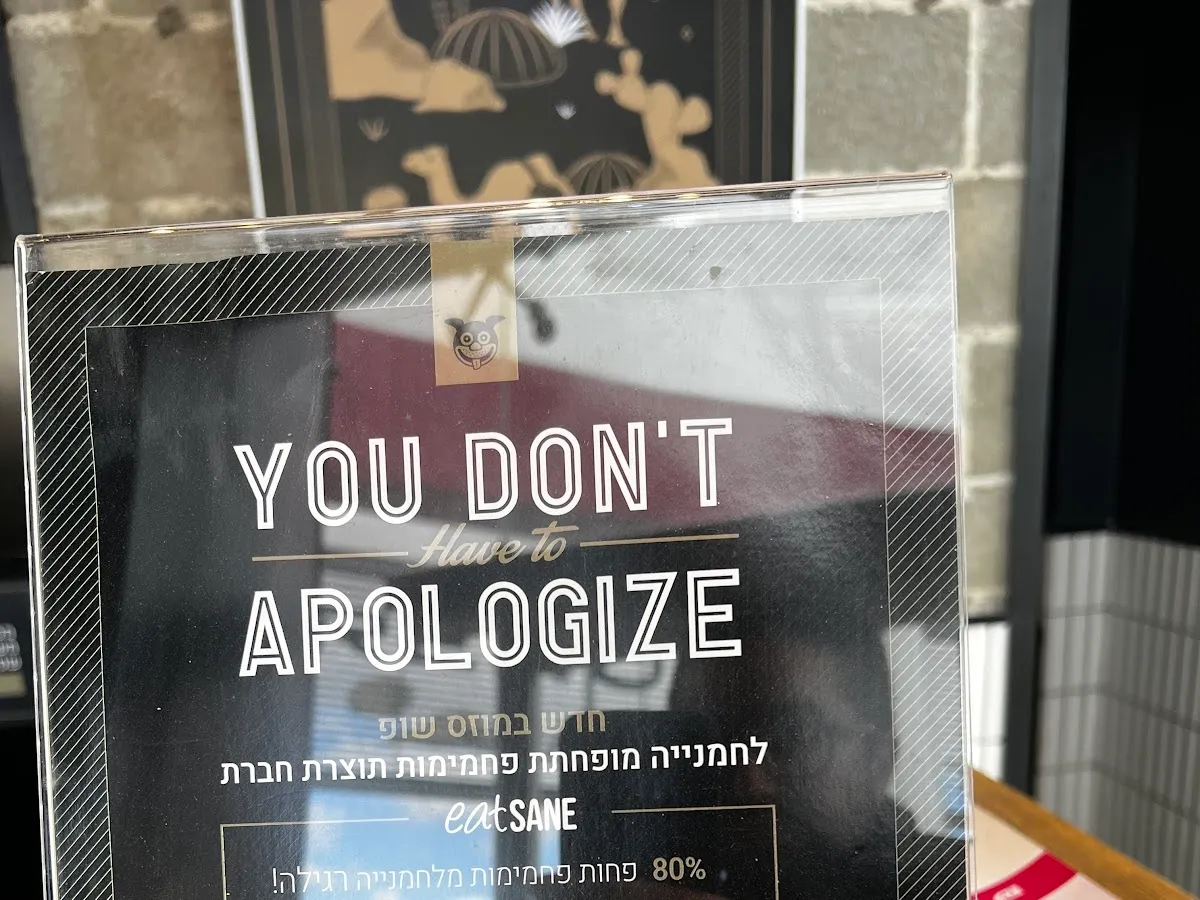 YOU DON'T
Have to
APOLOGIZE
חדש במוזס שופ
לחמנייה מופחתת פחמימות תוצרת חברת
eatSANE
80% פחות פחמימות מלחמנייה רגילה!